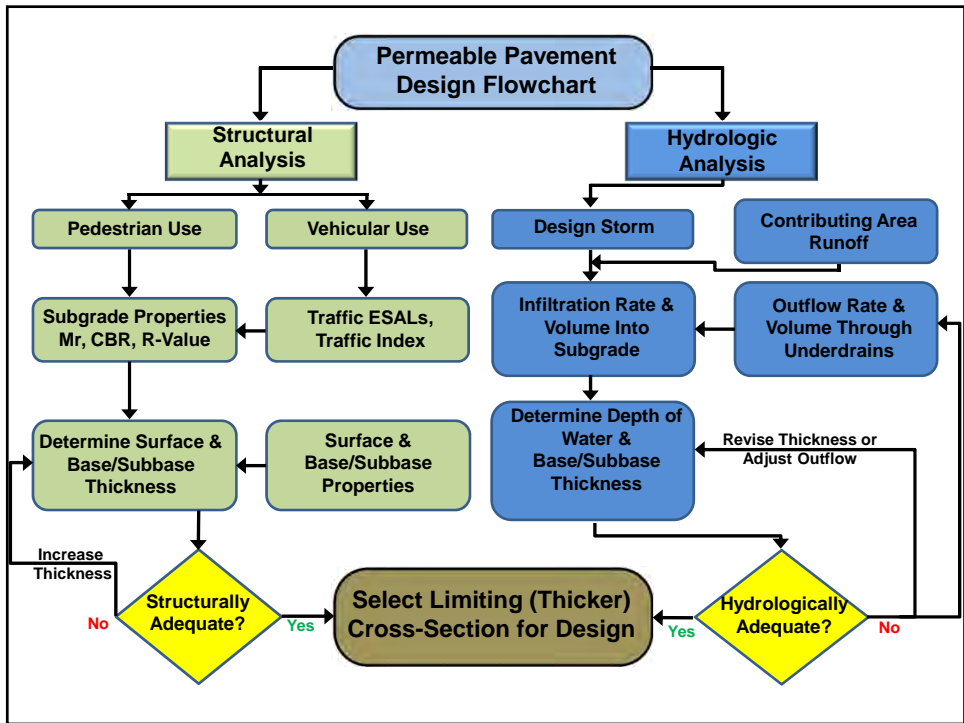 Permeable Pavement
Design Flowchart
Structural
Analysis
Hydrologic
Analysis
Pedestrian Use
Vehicular Use
Design Storm
Contributing Area
Runoff
Subgrade Properties
Mr, CBR, R-Value
Traffic ESALs,
Traffic Index
Infiltration Rate &
Volume Into
Subgrade
Outflow Rate &
Volume Through
Underdrains
Determine Surface &
Base/Subbase
Thickness
Surface &
Base/Subbase
Properties
Determine Depth of
Water &
Base/Subbase
Thickness
Revise Thickness or
Adjust Outflow
Increase
Thickness
Structurally
Adequate?
No
Yes
Select Limiting (Thicker)
Cross-Section for Design
Hydrologically
Adequate?
Yes
No